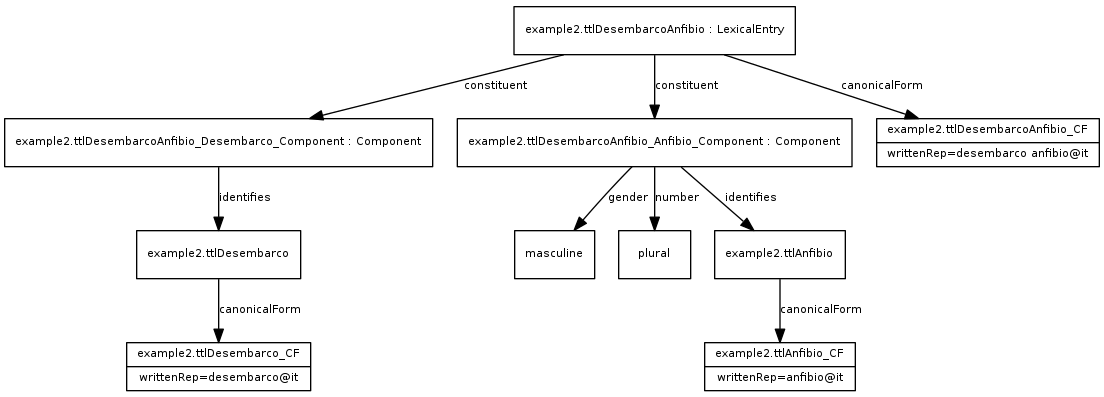 example2.ttlDesembarcoAnfibio : LexicalEntry
constituent
constituent
canonicalForm
example2.ttlDesembarcoAnfibio_Desembarco_Component : Component
example2.ttlDesembarcoAnfibio_Anfibio_Component : Component
example2.ttlDesembarcoAnfibio_CF
writtenRep=desembarco anfibio@it
identifies
gender
number
identifies
example2.ttlDesembarco
masculine
plural
example2.ttlAnfibio
canonicalForm
canonicalForm
example2.ttlDesembarco_CF
writtenRep=desembarco@it
example2.ttlAnfibio_CF
writtenRep=anfibio@it